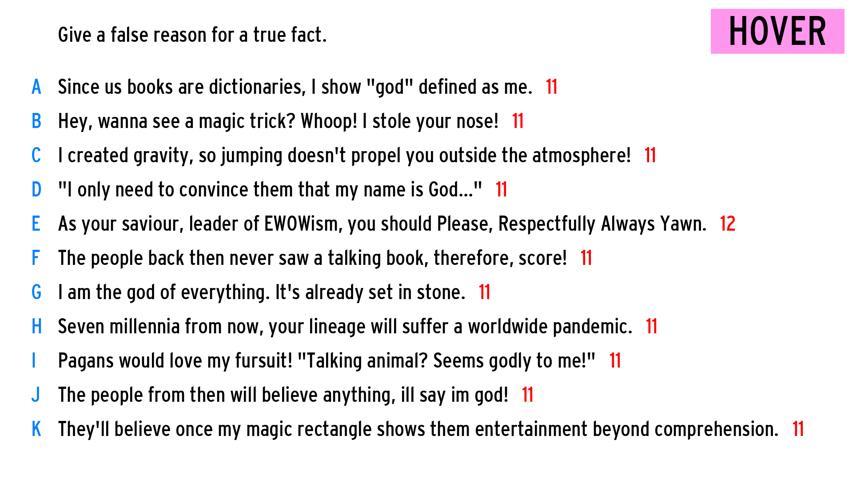 Give a false reason for a true fact.
HOVER
A Since us books are dictionaries, I show "god" defined as me. 11
B Hey, wanna see a magic trick? Whoop! I stole your nose! 11
C I created gravity, so jumping doesn't propel you outside the atmosphere! 11
D "I only need to convince them that my name is God..." 11
E As your saviour, leader of EWOWism, you should Please, Respectfully Always Yawn. 12
F The people back then never saw a talking book, therefore, score! 11
G I am the god of everything. It's already set in stone. 11
H Seven millennia from now, your lineage will suffer a worldwide pandemic. 11
I Pagans would love my fursuit! "Talking animal? Seems godly to me!" 11
J The people from then will believe anything, ill say im god! 11
K They'll believe once my magic rectangle shows them entertainment beyond comprehension. 11